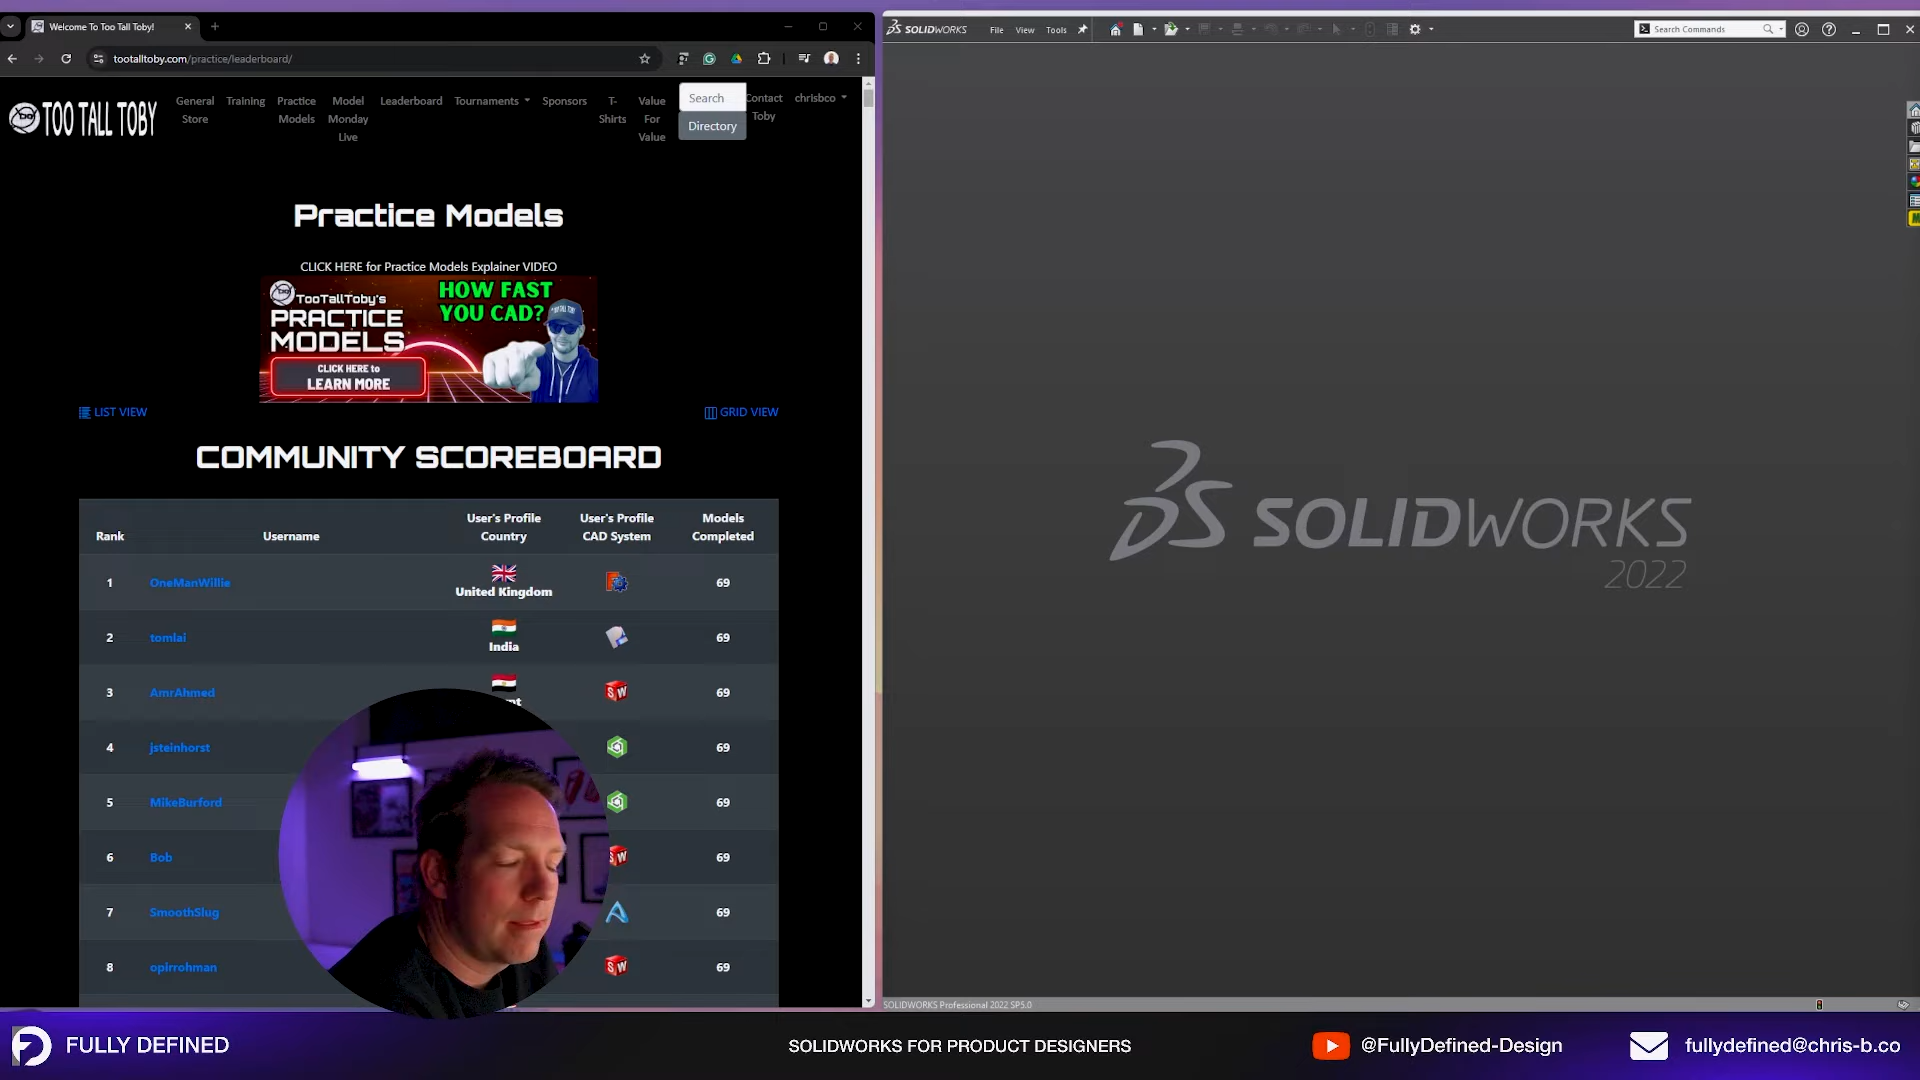 Welcome To Too Tall Toby!
tootalltoby.com/practice/leaderboard/
TOO TALL TOBY
General Store
Training
Practice Models
Model Monday Live
Leaderboard
Tournaments
Sponsors
T-Shirts
Value For Value
Search
Directory
Contact Toby
chrisbco
Practice Models
CLICK HERE for Practice Models Explainer VIDEO
TooTallToby's
PRACTICE
MODELS
CLICK HERE to
LEARN MORE
HOW FAST
YOU CAD?
LIST VIEW
GRID VIEW
COMMUNITY SCOREBOARD
Rank Username User's Profile Country User's Profile CAD System Models Completed
1 OneManWillie United Kingdom 69
2 tomlai India 69
3 AmrAhmed 69
4 jsteinhorst 69
5 MikeBurford 69
6 Bob 69
7 SmoothSlug 69
8 opirrohman 69
SOLIDWORKS File View Tools
Search Commands
SOLIDWORKS
2022
SOLIDWORKS Professional 2022 SP5.0
FULLY DEFINED
SOLIDWORKS FOR PRODUCT DESIGNERS
@FullyDefined-Design
fullydefined@chris-b.co